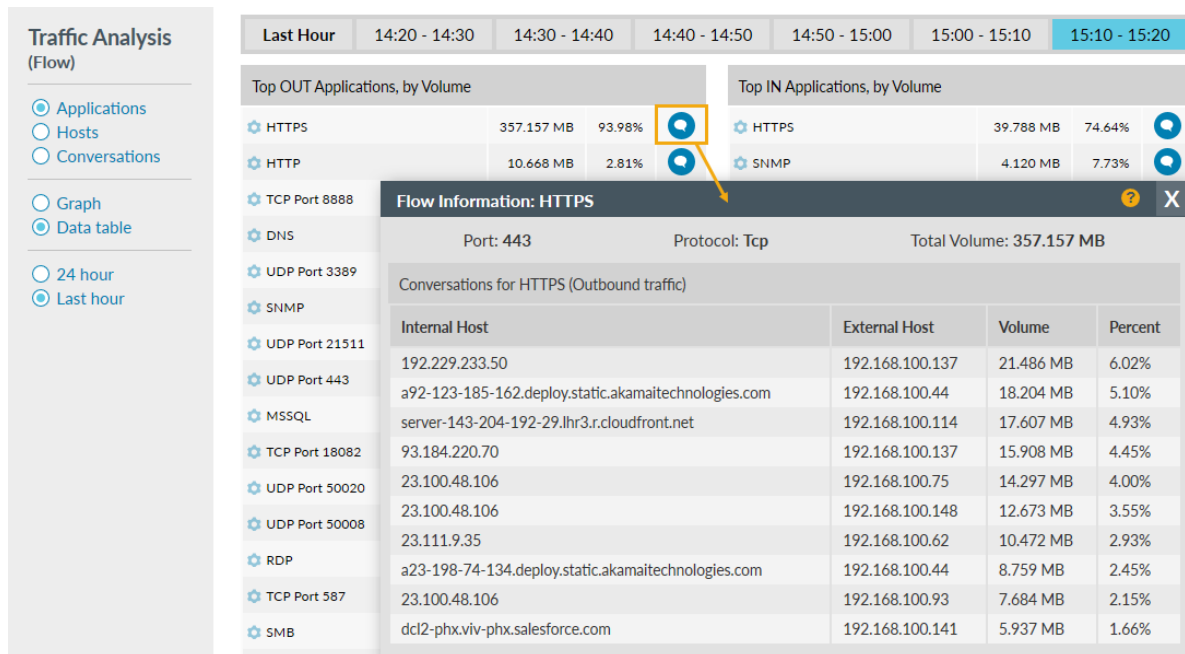 Traffic Analysis
(Flow)
Applications
Hosts
Conversations
Graph
Data table
24 hour
Last hour
Last Hour 14:20 - 14:30 14:30 - 14:40 14:40 - 14:50 14:50 - 15:00 15:00 - 15:10 15:10 - 15:20
Top OUT Applications, by Volume
HTTPS 357.157 MB 93.98%
HTTP 10.668 MB 2.81%
TCP Port 8888
DNS
UDP Port 3389
SNMP
UDP Port 21511
UDP Port 443
MSSQL
TCP Port 18082
UDP Port 50020
UDP Port 50008
RDP
TCP Port 587
SMB
Top IN Applications, by Volume
HTTPS 39.788 MB 74.64%
SNMP 4.120 MB 7.73%
Flow Information: HTTPS ? X
Port: 443 Protocol: Tcp Total Volume: 357.157 MB
Conversations for HTTPS (Outbound traffic)
Internal Host External Host Volume Percent
192.229.233.50 192.168.100.137 21.486 MB 6.02%
a92-123-185-162.deploy.static.akamaitechnologies.com 192.168.100.44 18.204 MB 5.10%
server-143-204-192-29.lhr3.r.cloudfront.net 192.168.100.114 17.607 MB 4.93%
93.184.220.70 192.168.100.137 15.908 MB 4.45%
23.100.48.106 192.168.100.75 14.297 MB 4.00%
23.100.48.106 192.168.100.148 12.673 MB 3.55%
23.111.9.35 192.168.100.62 10.472 MB 2.93%
a23-198-74-134.deploy.static.akamaitechnologies.com 192.168.100.44 8.759 MB 2.45%
23.100.48.106 192.168.100.93 7.684 MB 2.15%
dcl2-phx.viv-phx.salesforce.com 192.168.100.141 5.937 MB 1.66%